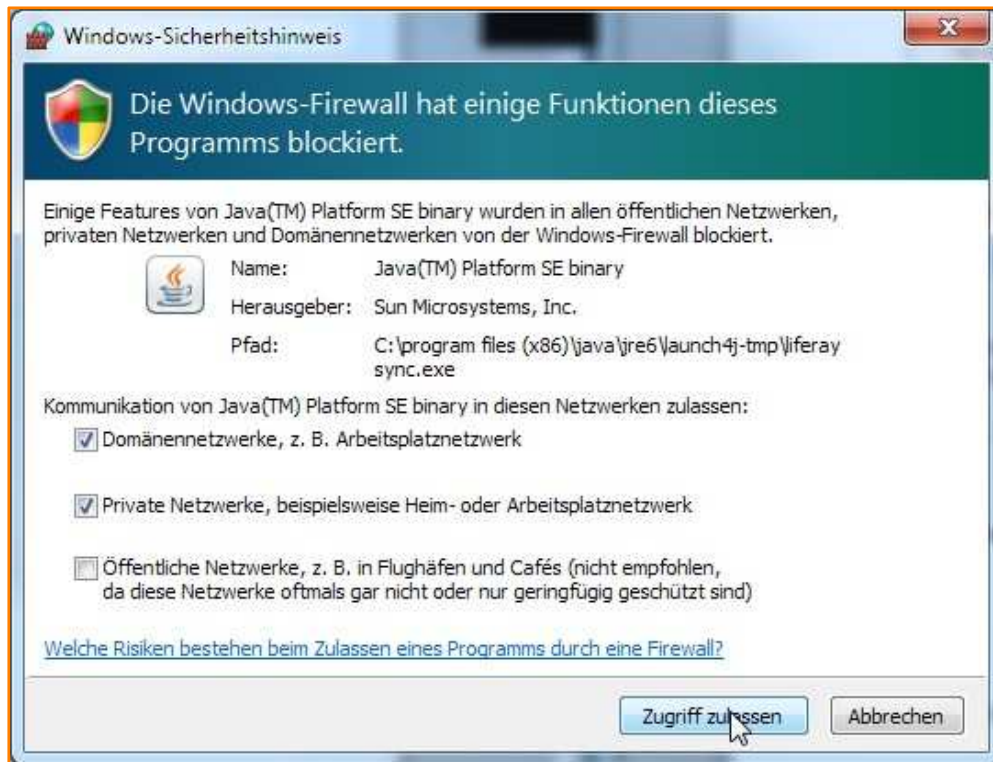 Windows-Sicherheitshinweis
Die Windows-Firewall hat einige Funktionen dieses
Programms blockiert.
Einige Features von Java(TM) Platform SE binary wurden in allen öffentlichen Netzwerken,
privaten Netzwerken und Domänennetzwerken von der Windows-Firewall blockiert.
Name: Java(TM) Platform SE binary
Herausgeber: Sun Microsystems, Inc.
Pfad: C:\program files (x86)\java\jre6\launch4j-tmp\liferay
sync.exe
Kommunikation von Java(TM) Platform SE binary in diesen Netzwerken zulassen:
Domänennetzwerke, z. B. Arbeitsplatznetzwerk
Private Netzwerke, beispielsweise Heim- oder Arbeitsplatznetzwerk
Öffentliche Netzwerke, z. B. in Flughäfen und Cafés (nicht empfohlen,
da diese Netzwerke oftmals gar nicht oder nur geringfügig geschützt sind)
Welche Risiken bestehen beim Zulassen eines Programms durch eine Firewall?
Zugriff zulassen Abbrechen